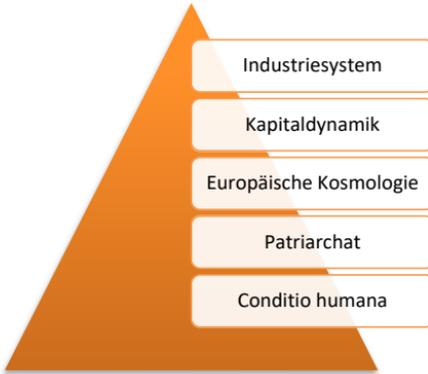 Industriesystem
Kapitaldynamik
Europäische Kosmologie
Patriarchat
Conditio humana